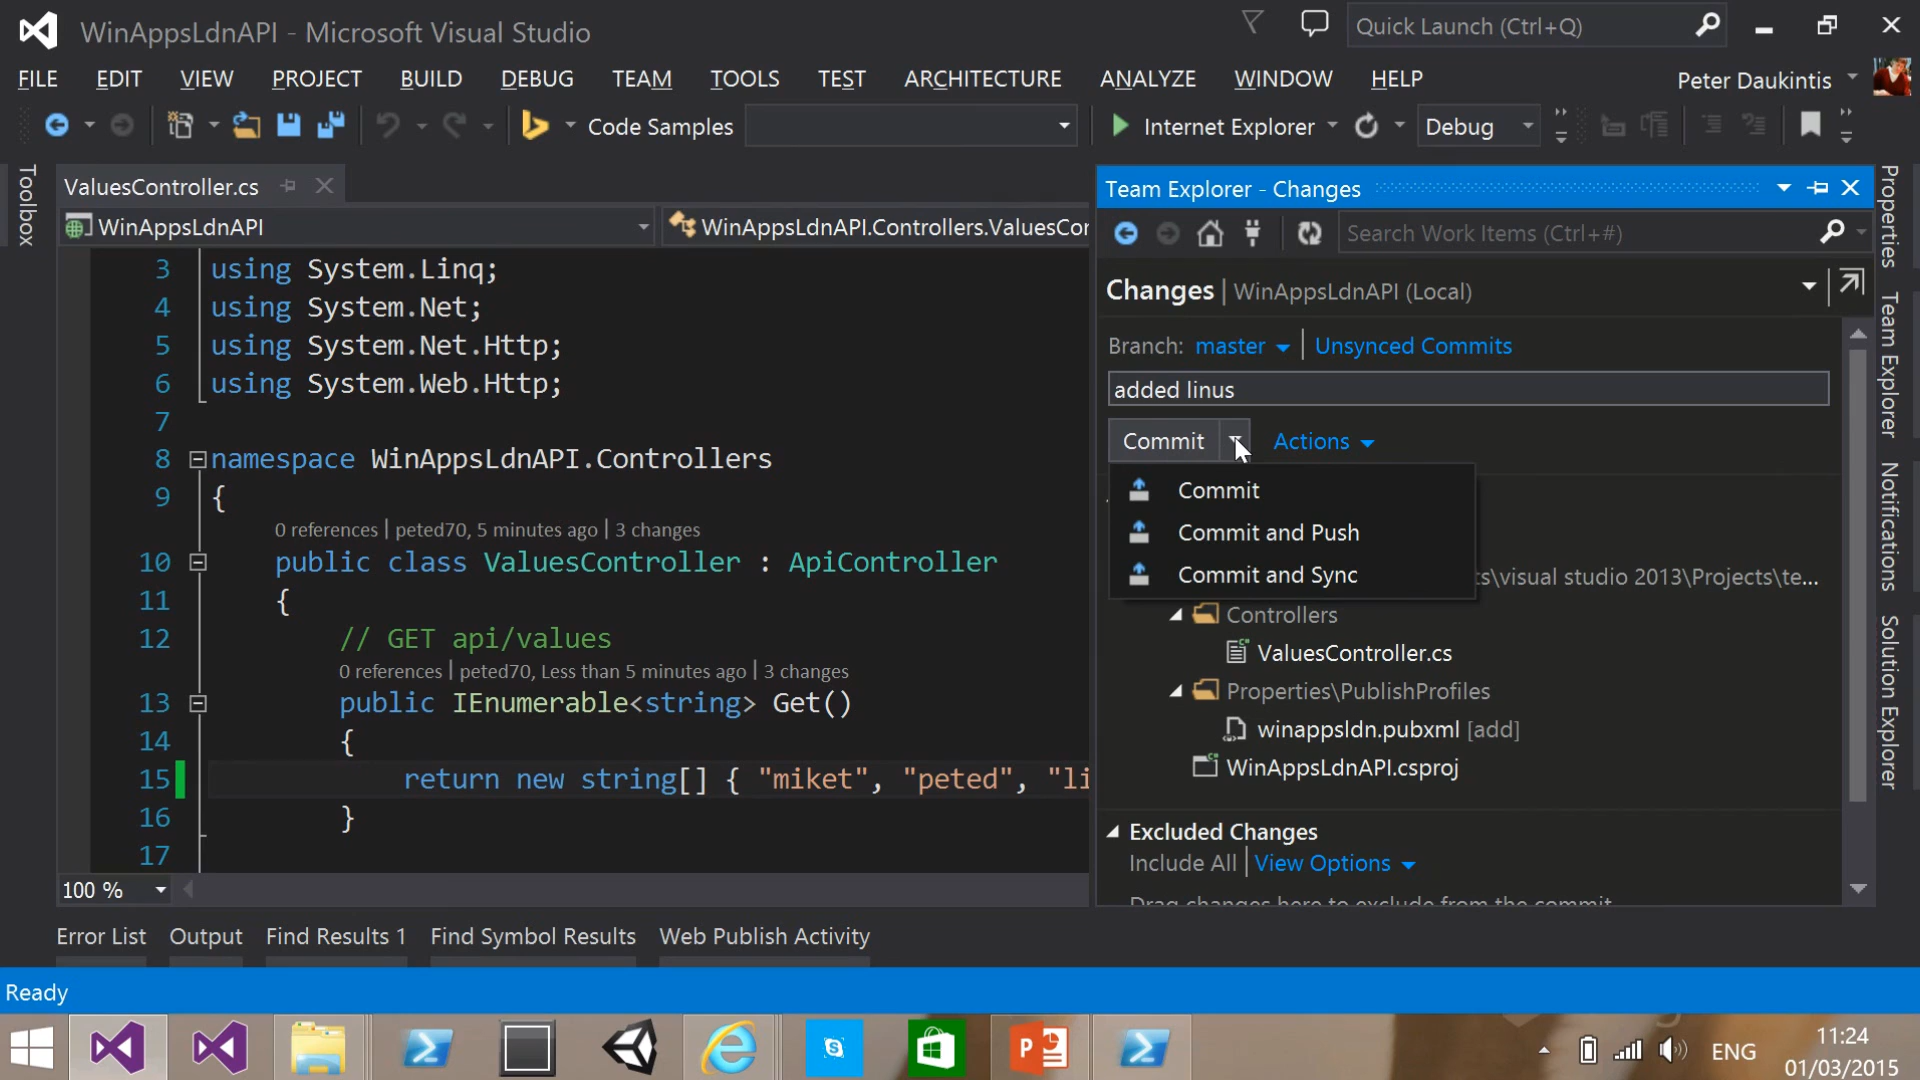 WinAppsLdnAPI - Microsoft Visual Studio
Quick Launch (Ctrl+Q)
FILE EDIT VIEW PROJECT BUILD DEBUG TEAM TOOLS TEST ARCHITECTURE ANALYZE WINDOW HELP
Peter Daukintis
Code Samples
Internet Explorer
Debug
Toolbox
ValuesController.cs
WinAppsLdnAPI
WinAppsLdnAPI.Controllers.ValuesCor
3 using System.Linq;
4 using System.Net;
5 using System.Net.Http;
6 using System.Web.Http;
7
8 namespace WinAppsLdnAPI.Controllers
9 {
0 references | peted70, 5 minutes ago | 3 changes
10 public class ValuesController : ApiController
11 {
12 // GET api/values
0 references | peted70, Less than 5 minutes ago | 3 changes
13 public IEnumerable<string> Get()
14 {
15 return new string[] { "miket", "peted", "li
16 }
17
100 %
Team Explorer - Changes
Search Work Items (Ctrl+#)
Changes | WinAppsLdnAPI (Local)
Branch: master | Unsynced Commits
added linus
Commit
Actions
Commit
Commit and Push
Commit and Sync
ts\visual studio 2013\Projects\te...
Controllers
ValuesController.cs
Properties\PublishProfiles
winappsldn.pubxml [add]
WinAppsLdnAPI.csproj
Excluded Changes
Include All | View Options
Drag changes here to exclude from the commit
Properties
Team Explorer
Notifications
Solution Explorer
Error List Output Find Results 1 Find Symbol Results Web Publish Activity
Ready
ENG
11:24
01/03/2015